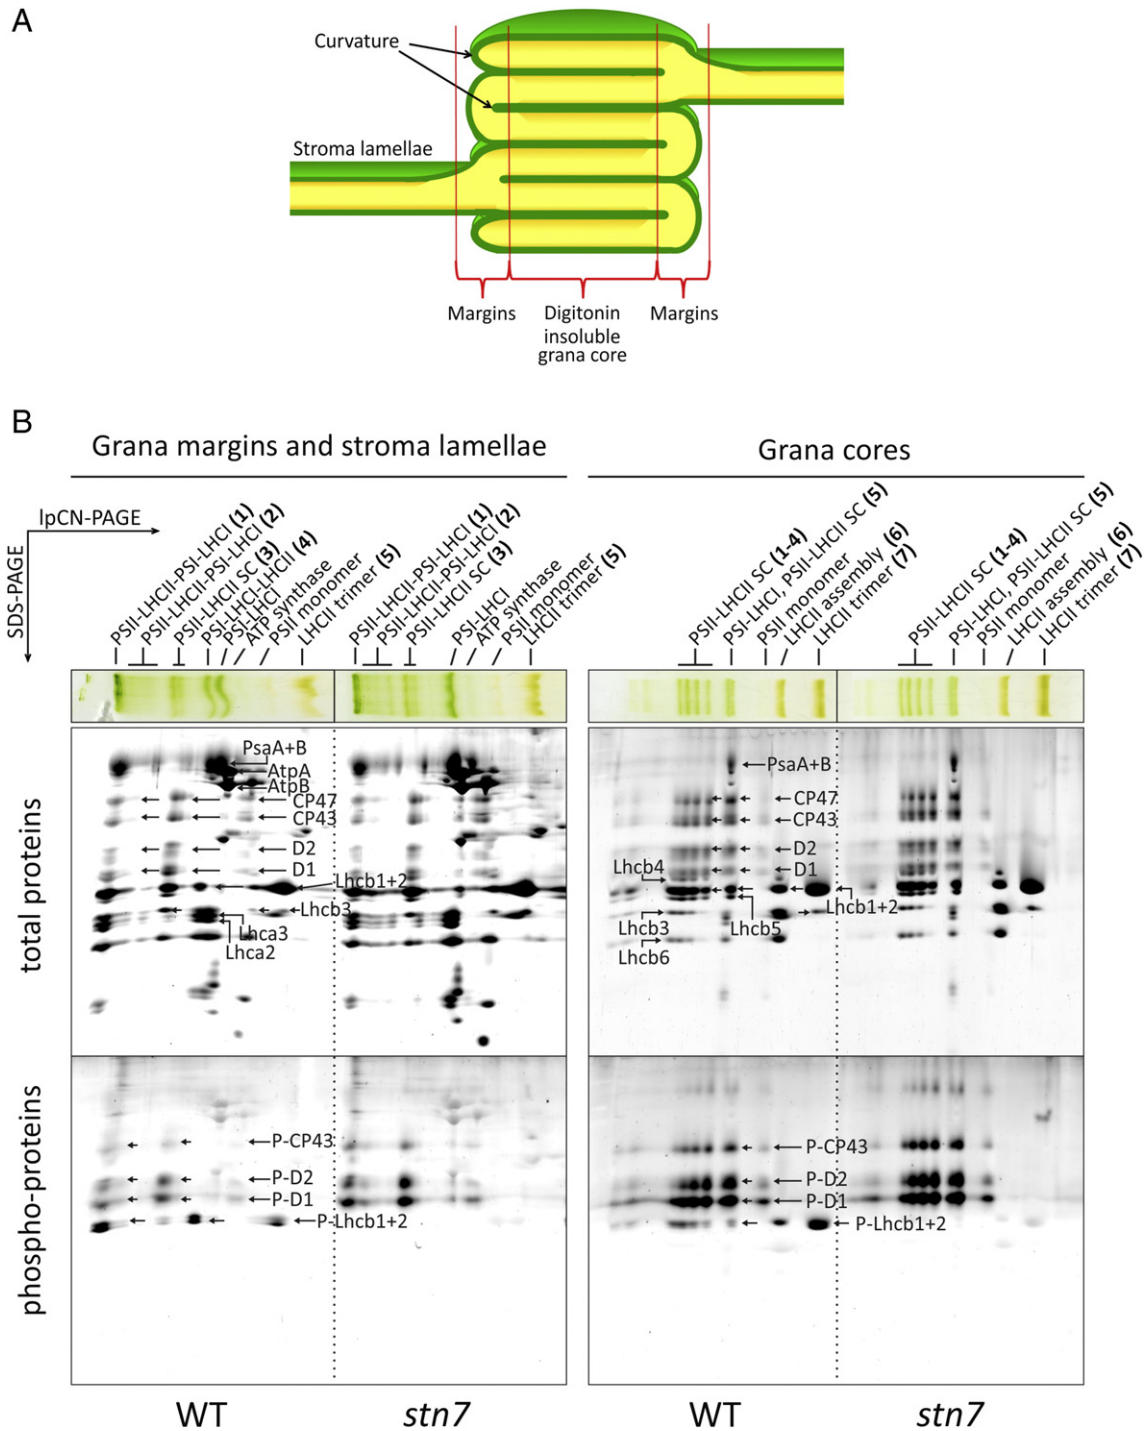 A
Curvature
Stroma lamellae
Margins
Digitonin
insoluble
grana core
Margins
B
Grana margins and stroma lamellae
Grana cores
lpCN-PAGE
SDS-PAGE
PSII-LHCII-PSI-LHCI (1)
PSII-LHCII-PSI-LHCI (2)
PSII-LHCII SC (3)
PSI-LHCI-LHCII (4)
PSI-LHCI
ATP synthase
PSII monomer
LHCII trimer (5)
PSII-LHCII-PSI-LHCI (1)
PSII-LHCII-PSI-LHCI (2)
PSII-LHCII SC (3)
PSI-LHCI
ATP synthase
PSII monomer
LHCII trimer (5)
PSII-LHCII SC (1-4)
PSI-LHCI, PSII-LHCII SC (5)
PSII monomer
LHCII assembly (6)
LHCII trimer (7)
PSII-LHCII SC (1-4)
PSI-LHCI, PSII-LHCII SC (5)
PSII monomer
LHCII assembly (6)
LHCII trimer (7)
total proteins
PsaA+B
AtpA
AtpB
CP47
CP43
D2
D1
Lhcb1+2
Lhcb3
Lhca3
Lhca2
PsaA+B
CP47
CP43
D2
D1
Lhcb4
Lhcb1+2
Lhcb3
Lhcb5
Lhcb6
phospho-proteins
P-CP43
P-D2
P-D1
P-Lhcb1+2
P-CP43
P-D2
P-D1
P-Lhcb1+2
WT
stn7
WT
stn7